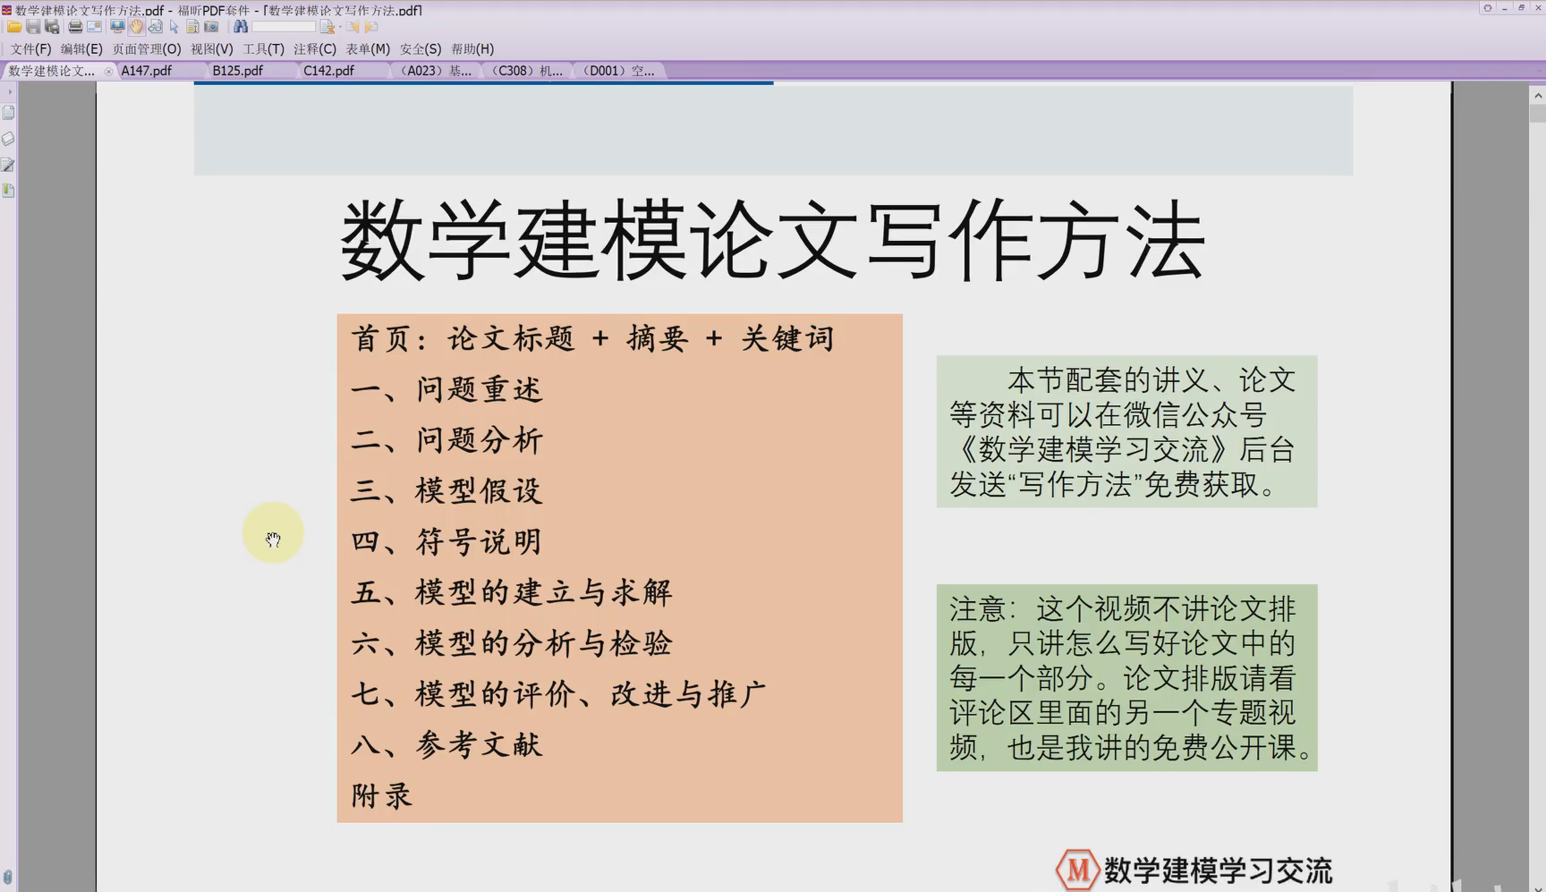 数学建模论文写作方法.pdf - 福昕PDF套件 - [数学建模论文写作方法.pdf]
文件(F) 编辑(E) 页面管理(O) 视图(V) 工具(T) 注释(C) 表单(M) 安全(S) 帮助(H)
数学建模论文... A147.pdf B125.pdf C142.pdf （A023）基... （C308）机... （D001）空...
数学建模论文写作方法
首页：论文标题 + 摘要 + 关键词
一、问题重述
二、问题分析
三、模型假设
四、符号说明
五、模型的建立与求解
六、模型的分析与检验
七、模型的评价、改进与推广
八、参考文献
附录
本节配套的讲义、论文
等资料可以在微信公众号
《数学建模学习交流》后台
发送“写作方法”免费获取。
注意：这个视频不讲论文排
版，只讲怎么写好论文中的
每一个部分。论文排版请看
评论区里面的另一个专题视
频，也是我讲的免费公开课。
M 数学建模学习交流